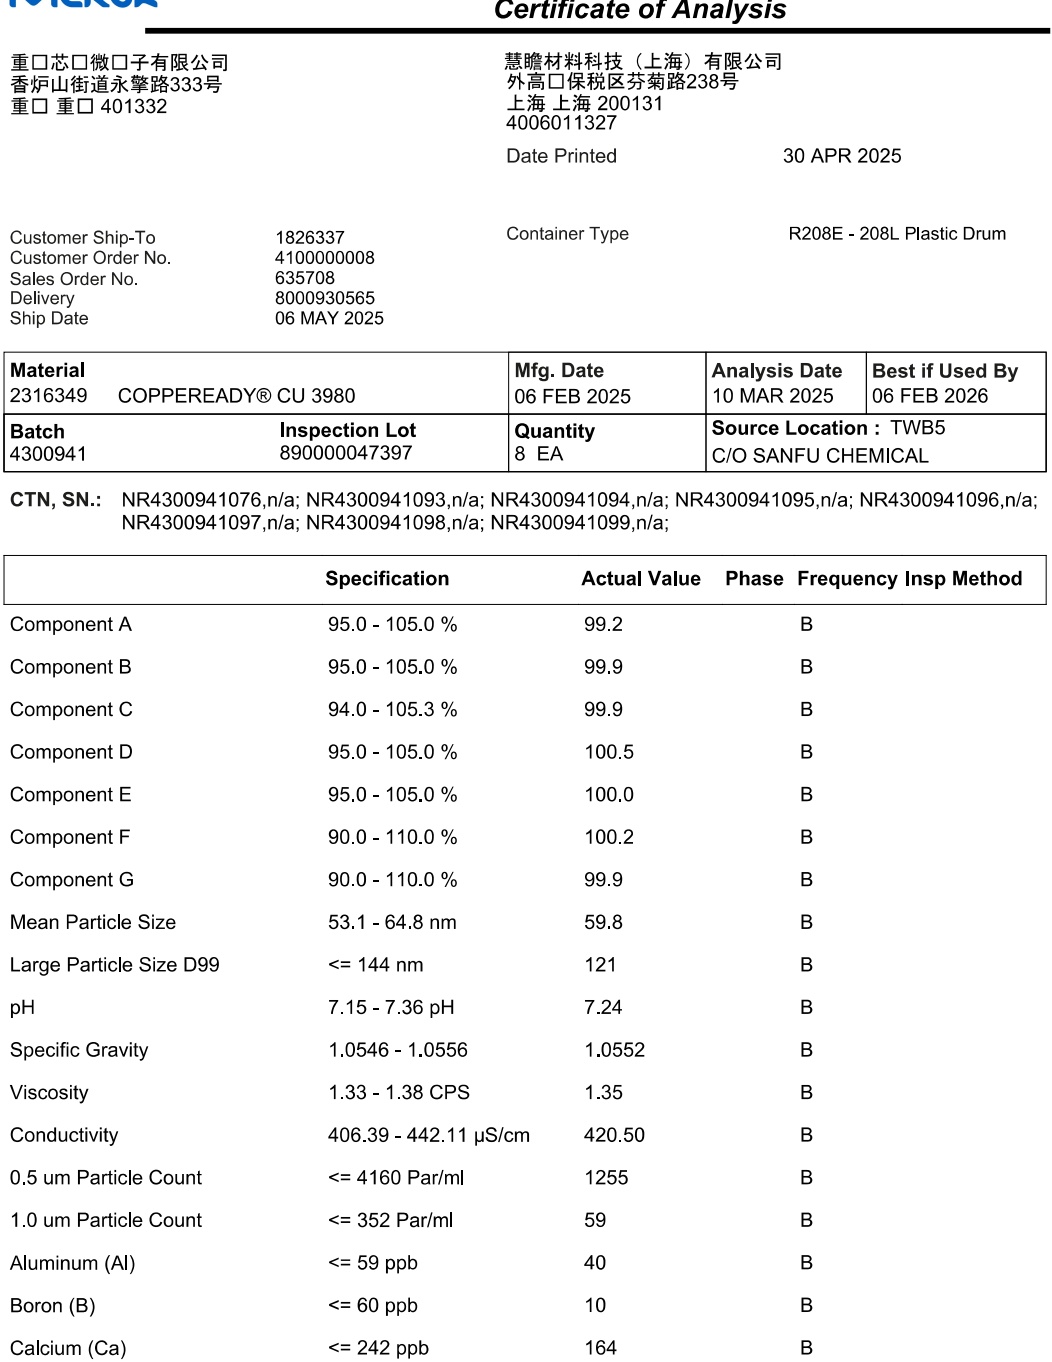 Certificate of Analysis
重口芯口微口子有限公司
香炉山街道永擎路333号
重口 重口 401332
慧瞻材料科技（上海）有限公司
外高口保税区芬菊路238号
上海 上海 200131
4006011327
Date Printed 30 APR 2025
Customer Ship-To 1826337
Customer Order No. 4100000008
Sales Order No. 635708
Delivery 8000930565
Ship Date 06 MAY 2025
Container Type R208E - 208L Plastic Drum
Material Mfg. Date Analysis Date Best if Used By
2316349 COPPEREADY® CU 3980 06 FEB 2025 10 MAR 2025 06 FEB 2026
Batch Inspection Lot Quantity Source Location : TWB5
4300941 890000047397 8 EA C/O SANFU CHEMICAL
CTN, SN.: NR4300941076,n/a; NR4300941093,n/a; NR4300941094,n/a; NR4300941095,n/a; NR4300941096,n/a;
NR4300941097,n/a; NR4300941098,n/a; NR4300941099,n/a;
Specification Actual Value Phase Frequency Insp Method
Component A 95.0 - 105.0 % 99.2 B
Component B 95.0 - 105.0 % 99.9 B
Component C 94.0 - 105.3 % 99.9 B
Component D 95.0 - 105.0 % 100.5 B
Component E 95.0 - 105.0 % 100.0 B
Component F 90.0 - 110.0 % 100.2 B
Component G 90.0 - 110.0 % 99.9 B
Mean Particle Size 53.1 - 64.8 nm 59.8 B
Large Particle Size D99 <= 144 nm 121 B
pH 7.15 - 7.36 pH 7.24 B
Specific Gravity 1.0546 - 1.0556 1.0552 B
Viscosity 1.33 - 1.38 CPS 1.35 B
Conductivity 406.39 - 442.11 µS/cm 420.50 B
0.5 um Particle Count <= 4160 Par/ml 1255 B
1.0 um Particle Count <= 352 Par/ml 59 B
Aluminum (Al) <= 59 ppb 40 B
Boron (B) <= 60 ppb 10 B
Calcium (Ca) <= 242 ppb 164 B